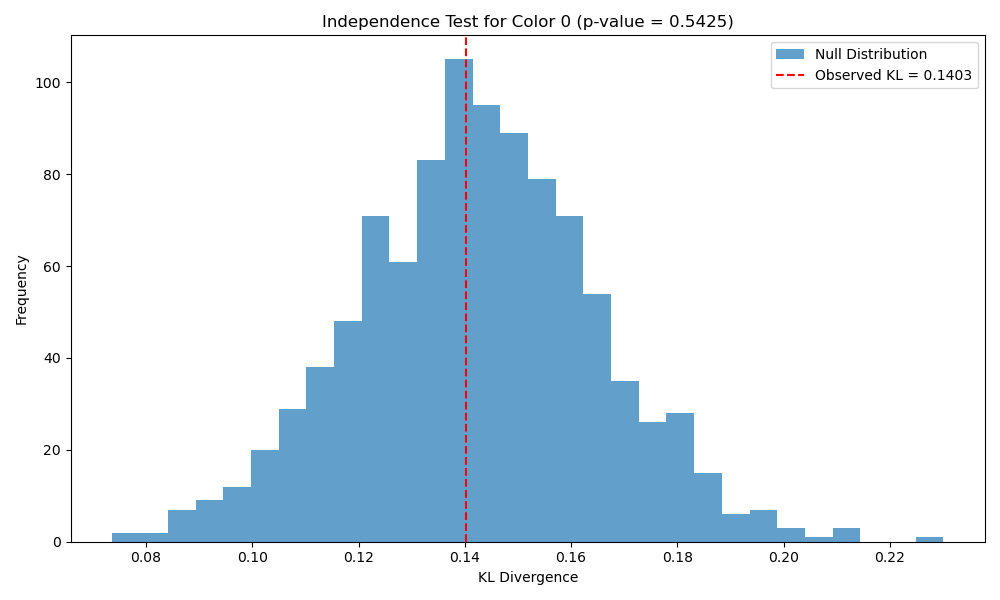 Independence Test for Color 0 (p-value = 0.5425)
Null Distribution
Observed KL = 0.1403
Frequency
100
80
60
40
20
0
0.08 0.10 0.12 0.14 0.16 0.18 0.20 0.22
KL Divergence